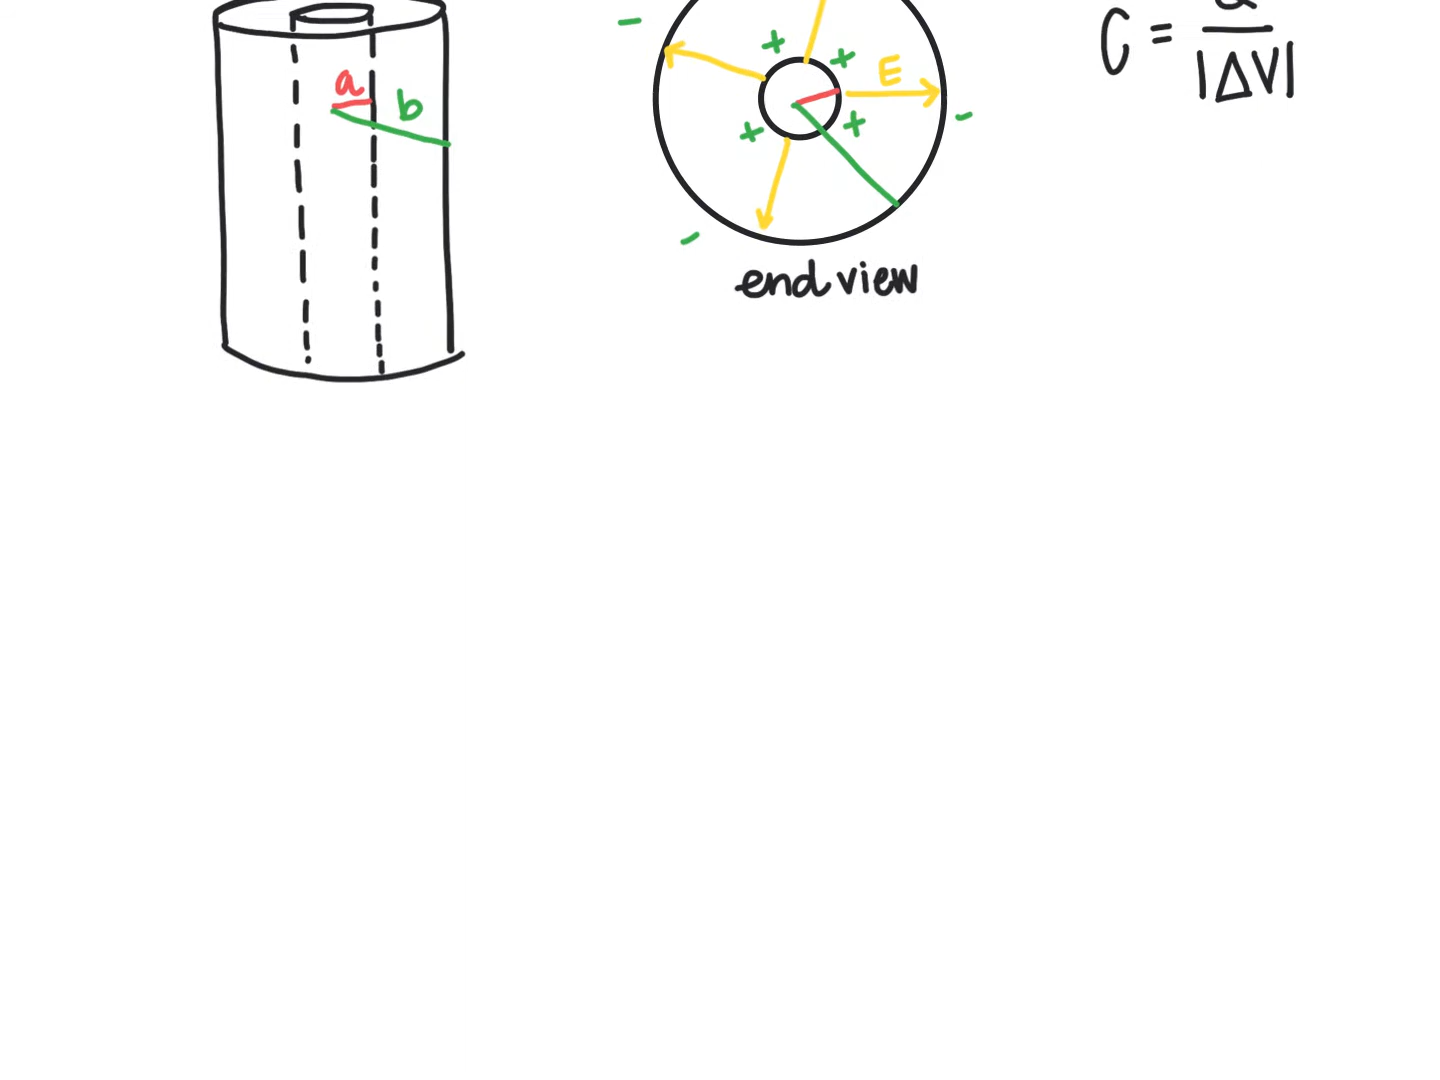 a
b
+ +
E
+ +
- - -
end view
C = Q / |ΔV|